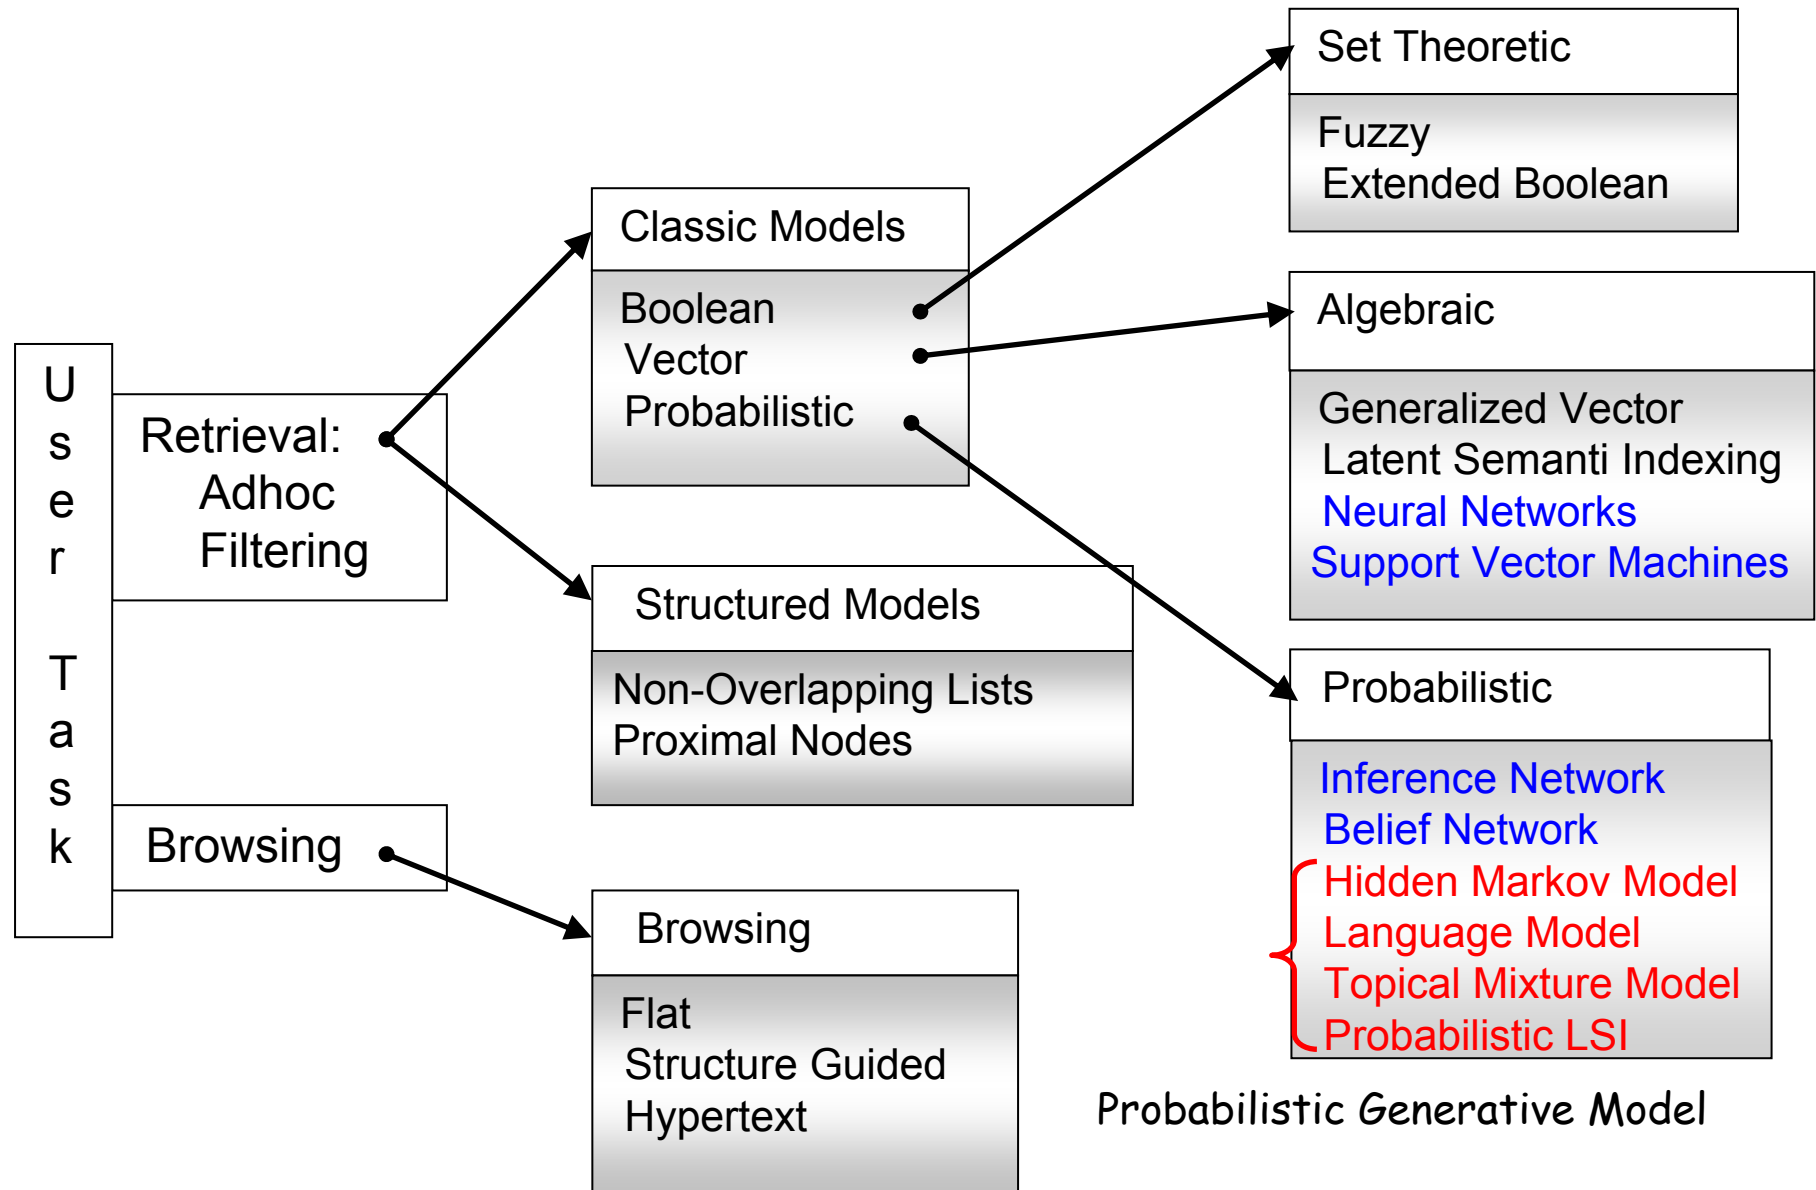 User Task
Retrieval:
Adhoc
Filtering
Browsing
Classic Models
Boolean
Vector
Probabilistic
Structured Models
Non-Overlapping Lists
Proximal Nodes
Browsing
Flat
Structure Guided
Hypertext
Set Theoretic
Fuzzy
Extended Boolean
Algebraic
Generalized Vector
Latent Semanti Indexing
Neural Networks
Support Vector Machines
Probabilistic
Inference Network
Belief Network
Hidden Markov Model
Language Model
Topical Mixture Model
Probabilistic LSI
Probabilistic Generative Model